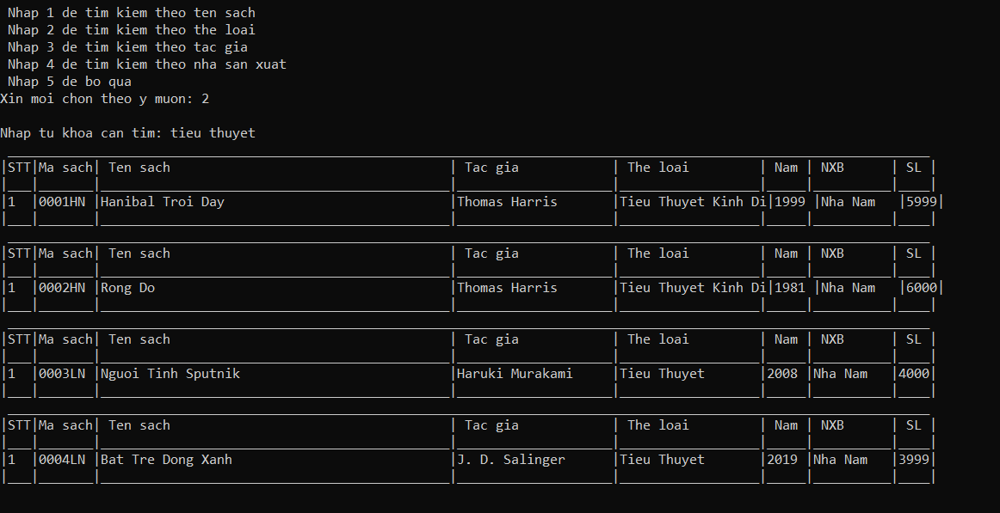 Nhap 1 de tim kiem theo ten sach
Nhap 2 de tim kiem theo the loai
Nhap 3 de tim kiem theo tac gia
Nhap 4 de tim kiem theo nha san xuat
Nhap 5 de bo qua
Xin moi chon theo y muon: 2
Nhap tu khoa can tim: tieu thuyet
|STT|Ma sach| Ten sach | Tac gia | The loai | Nam | NXB | SL |
|1 |0001HN |Hanibal Troi Day |Thomas Harris |Tieu Thuyet Kinh Di|1999 |Nha Nam |5999|
|STT|Ma sach| Ten sach | Tac gia | The loai | Nam | NXB | SL |
|1 |0002HN |Rong Do |Thomas Harris |Tieu Thuyet Kinh Di|1981 |Nha Nam |6000|
|STT|Ma sach| Ten sach | Tac gia | The loai | Nam | NXB | SL |
|1 |0003LN |Nguoi Tinh Sputnik |Haruki Murakami |Tieu Thuyet |2008 |Nha Nam |4000|
|STT|Ma sach| Ten sach | Tac gia | The loai | Nam | NXB | SL |
|1 |0004LN |Bat Tre Dong Xanh |J. D. Salinger |Tieu Thuyet |2019 |Nha Nam |3999|